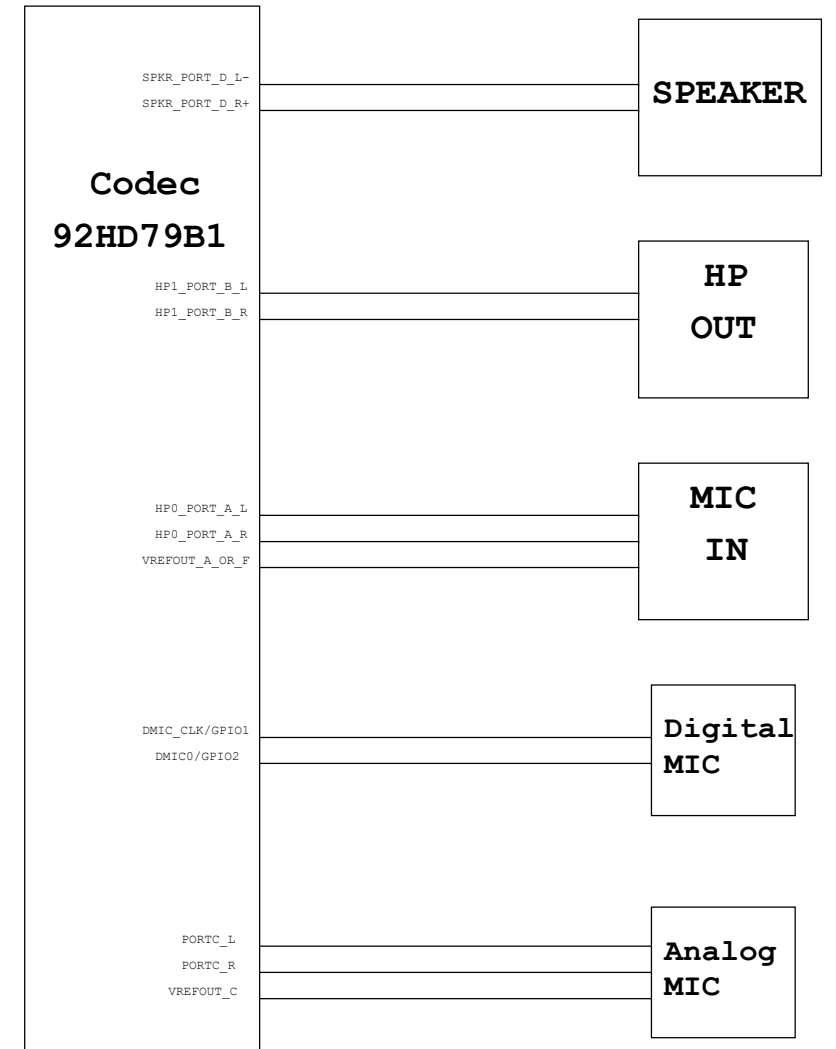 SPKR_PORT_D_L-
SPKR_PORT_D_R+
SPEAKER
Codec
92HD79B1
HP1_PORT_B_L
HP1_PORT_B_R
HP
OUT
HP0_PORT_A_L
HP0_PORT_A_R
VREFOUT_A_OR_F
MIC
IN
DMIC_CLK/GPIO1
DMIC0/GPIO2
Digital
MIC
PORTC_L
PORTC_R
VREFOUT_C
Analog
MIC